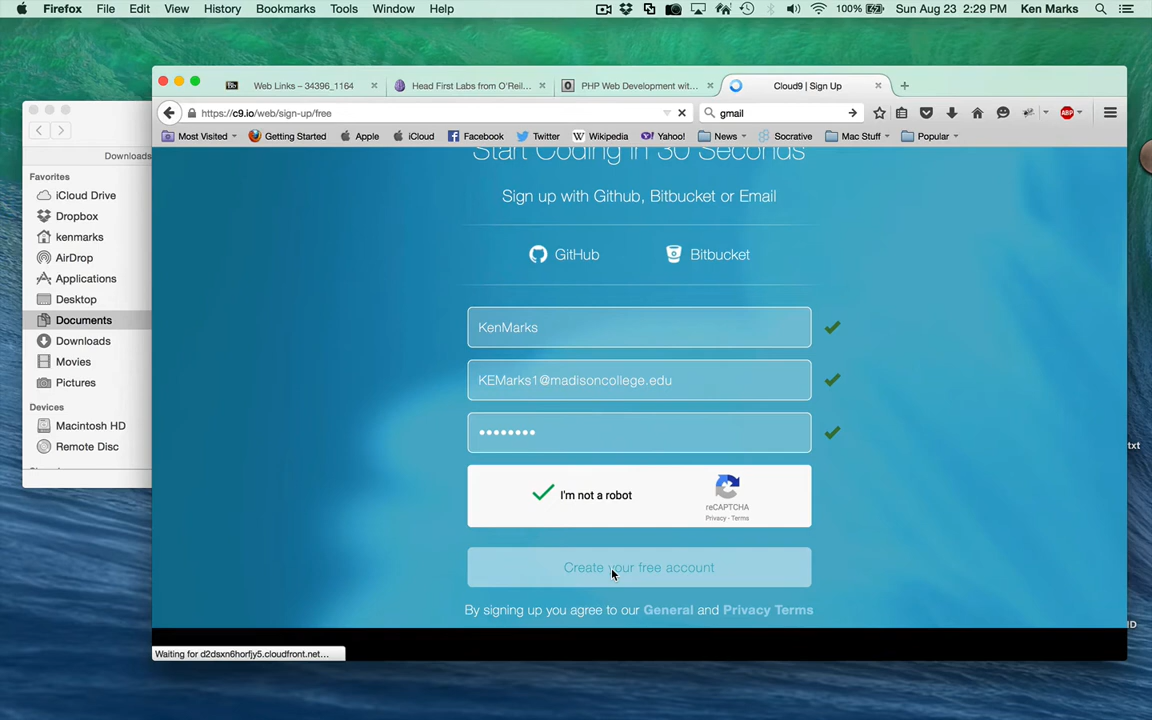 Firefox File Edit View History Bookmarks Tools Window Help 100% Sun Aug 23 2:29 PM Ken Marks
Web Links – 34396_1164 Head First Labs from O'Reil... PHP Web Development wit... Cloud9 | Sign Up
https://c9.io/web/sign-up/free gmail
Most Visited Getting Started Apple iCloud Facebook Twitter Wikipedia Yahoo! News Socrative Mac Stuff Popular
Downloads
Favorites
iCloud Drive
Dropbox
kenmarks
AirDrop
Applications
Desktop
Documents
Downloads
Movies
Pictures
Devices
Macintosh HD
Remote Disc
Start Coding in 30 Seconds
Sign up with Github, Bitbucket or Email
GitHub Bitbucket
KenMarks
KEMarks1@madisoncollege.edu
I'm not a robot
reCAPTCHA
Privacy - Terms
Create your free account
By signing up you agree to our General and Privacy Terms
Waiting for d2dsxn6horfjy5.cloudfront.net...
txt